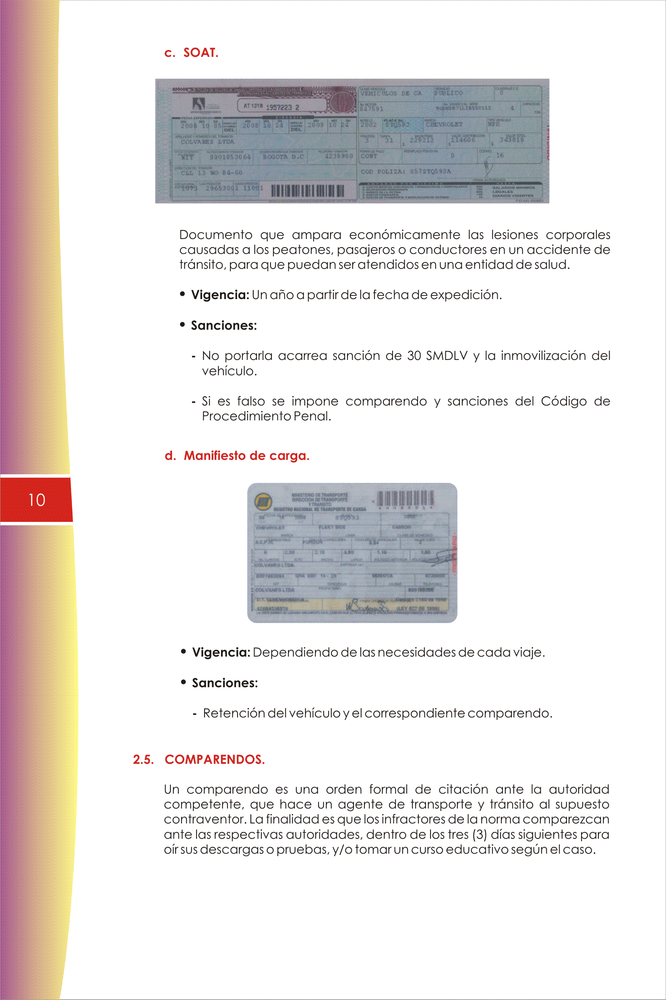 c. SOAT.
AT 1318 1957223 2
VEHICULOS DE CA PUBLICO 0
847591 9GDNPR71L2B550112 4
2008 10 05 DEL 2008 10 24 DEL 2009 10 24
2002 STQ593 CHEVROLET NPR
COLVANES LTDA
3 31 $ 229212 $ 114606 $ 343818
NIT 8001853064 BOGOTA D.C 4239900
CONT 0 16
CLL 13 NO 84-60
COD POLIZA: 057STQ593A
1073 29653001 11001
SALARIOS MINIMOS
LEGALES
DIARIOS VIGENTES
Documento que ampara económicamente las lesiones corporales
causadas a los peatones, pasajeros o conductores en un accidente de
tránsito, para que puedan ser atendidos en una entidad de salud.
• Vigencia: Un año a partir de la fecha de expedición.
• Sanciones:
- No portarla acarrea sanción de 30 SMDLV y la inmovilización del
vehículo.
- Si es falso se impone comparendo y sanciones del Código de
Procedimiento Penal.
d. Manifiesto de carga.
10
MINISTERIO DE TRANSPORTE
DIRECCION DE TRANSPORTE
Y TRANSITO
REGISTRO NACIONAL DE TRANSPORTE DE CARGA
STQ593 2002
CHEVROLET FLEET SIDE CAMION
COLVANES LTDA.
BOGOTA 4239900
COLVANES LTDA
(LEY 527 DE 1999)
• Vigencia: Dependiendo de las necesidades de cada viaje.
• Sanciones:
- Retención del vehículo y el correspondiente comparendo.
2.5. COMPARENDOS.
Un comparendo es una orden formal de citación ante la autoridad
competente, que hace un agente de transporte y tránsito al supuesto
contraventor. La finalidad es que los infractores de la norma comparezcan
ante las respectivas autoridades, dentro de los tres (3) días siguientes para
oír sus descargas o pruebas, y/o tomar un curso educativo según el caso.